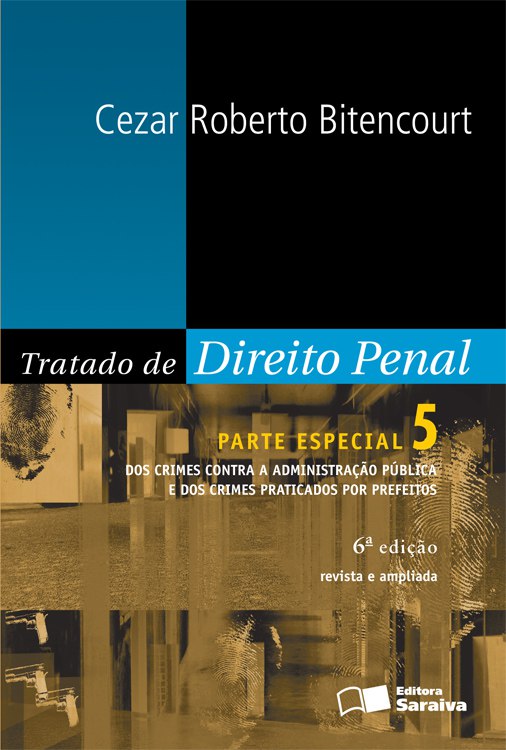 Cezar Roberto Bitencourt
Tratado de Direito Penal
PARTE ESPECIAL 5
DOS CRIMES CONTRA A ADMINISTRAÇÃO PÚBLICA
E DOS CRIMES PRATICADOS POR PREFEITOS
6ª edição
revista e ampliada
Editora
Saraiva